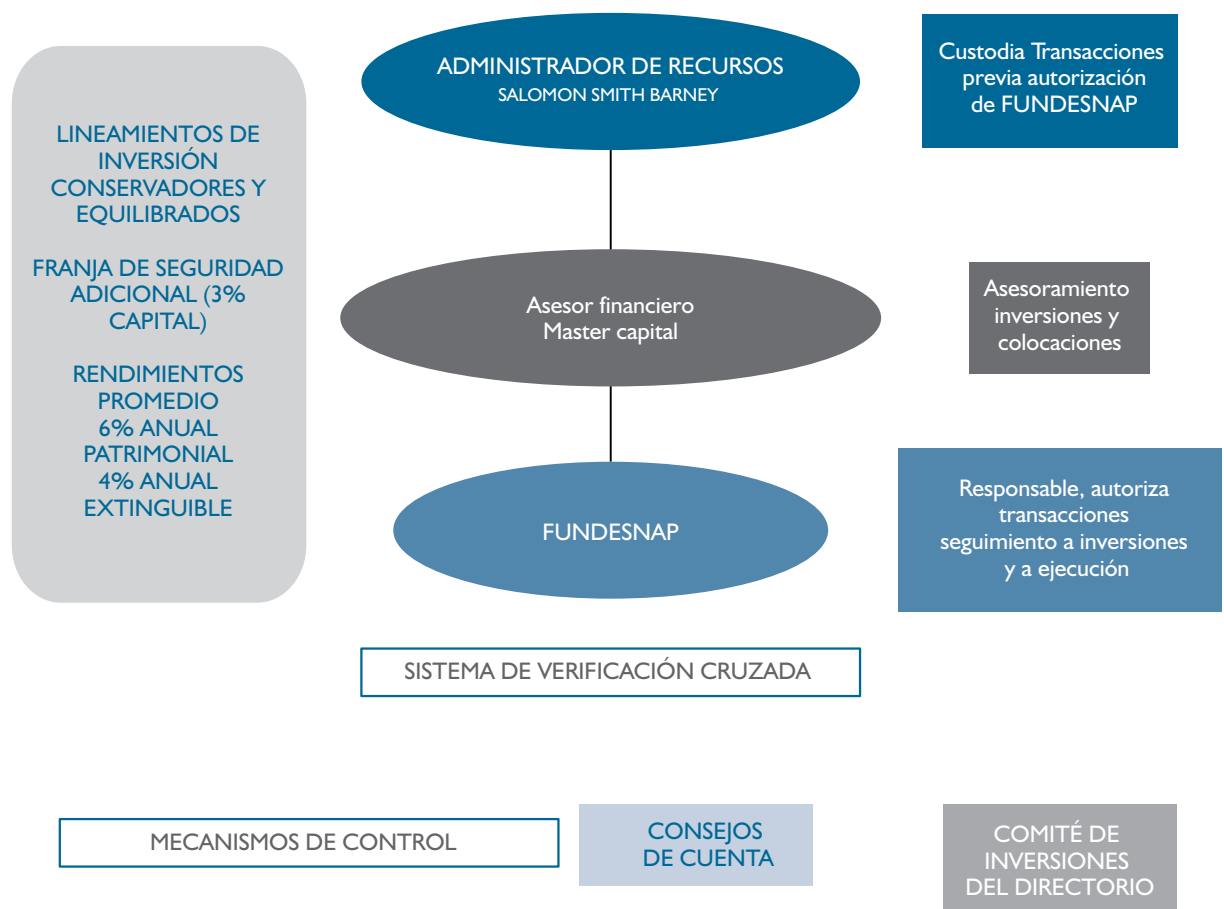 LINEAMIENTOS DE
INVERSIÓN
CONSERVADORES Y
EQUILIBRADOS
FRANJA DE SEGURIDAD
ADICIONAL (3%
CAPITAL)
RENDIMIENTOS
PROMEDIO
6% ANUAL
PATRIMONIAL
4% ANUAL
EXTINGUIBLE
ADMINISTRADOR DE RECURSOS
SALOMON SMITH BARNEY
Custodia Transacciones
previa autorización
de FUNDESNAP
Asesor financiero
Master capital
Asesoramiento
inversiones y
colocaciones
FUNDESNAP
Responsable, autoriza
transacciones
seguimiento a inversiones
y a ejecución
SISTEMA DE VERIFICACIÓN CRUZADA
MECANISMOS DE CONTROL
CONSEJOS
DE CUENTA
COMITÉ DE
INVERSIONES
DEL DIRECTORIO